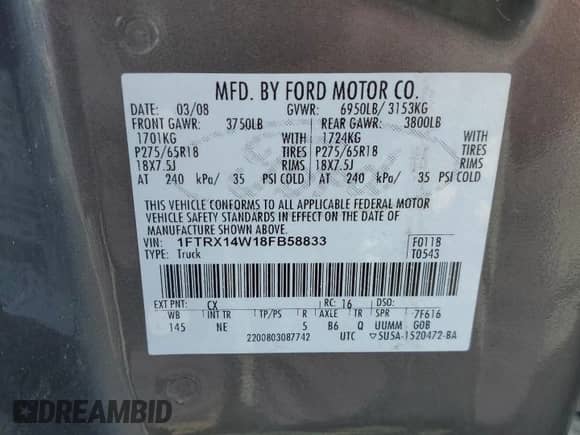 MFD. BY FORD MOTOR CO.
DATE: 03/08 GVWR: 6950LB/ 3153KG
FRONT GAWR: 3750LB REAR GAWR: 3800LB
1701KG WITH 1724KG WITH
P275/65R18 TIRES P275/65R18 TIRES
18X7.5J RIMS 18X7.5J RIMS
AT 240 kPa/ 35 PSI COLD AT 240 kPa/ 35 PSI COLD
THIS VEHICLE CONFORMS TO ALL APPLICABLE FEDERAL MOTOR
VEHICLE SAFETY STANDARDS IN EFFECT ON THE DATE OF
MANUFACTURE SHOWN ABOVE.
VIN: 1FTRX14W18FB58833 F0118
TYPE: Truck T0543
EXT PNT: CX RC: 16 DSO:
WB INT TR TP/PS R AXLE TR SPR 7F616
145 NE 5 B6 Q UUMM GOB
2200803087742 UTC ▽5U5A-1520472-BA
DREAMBID